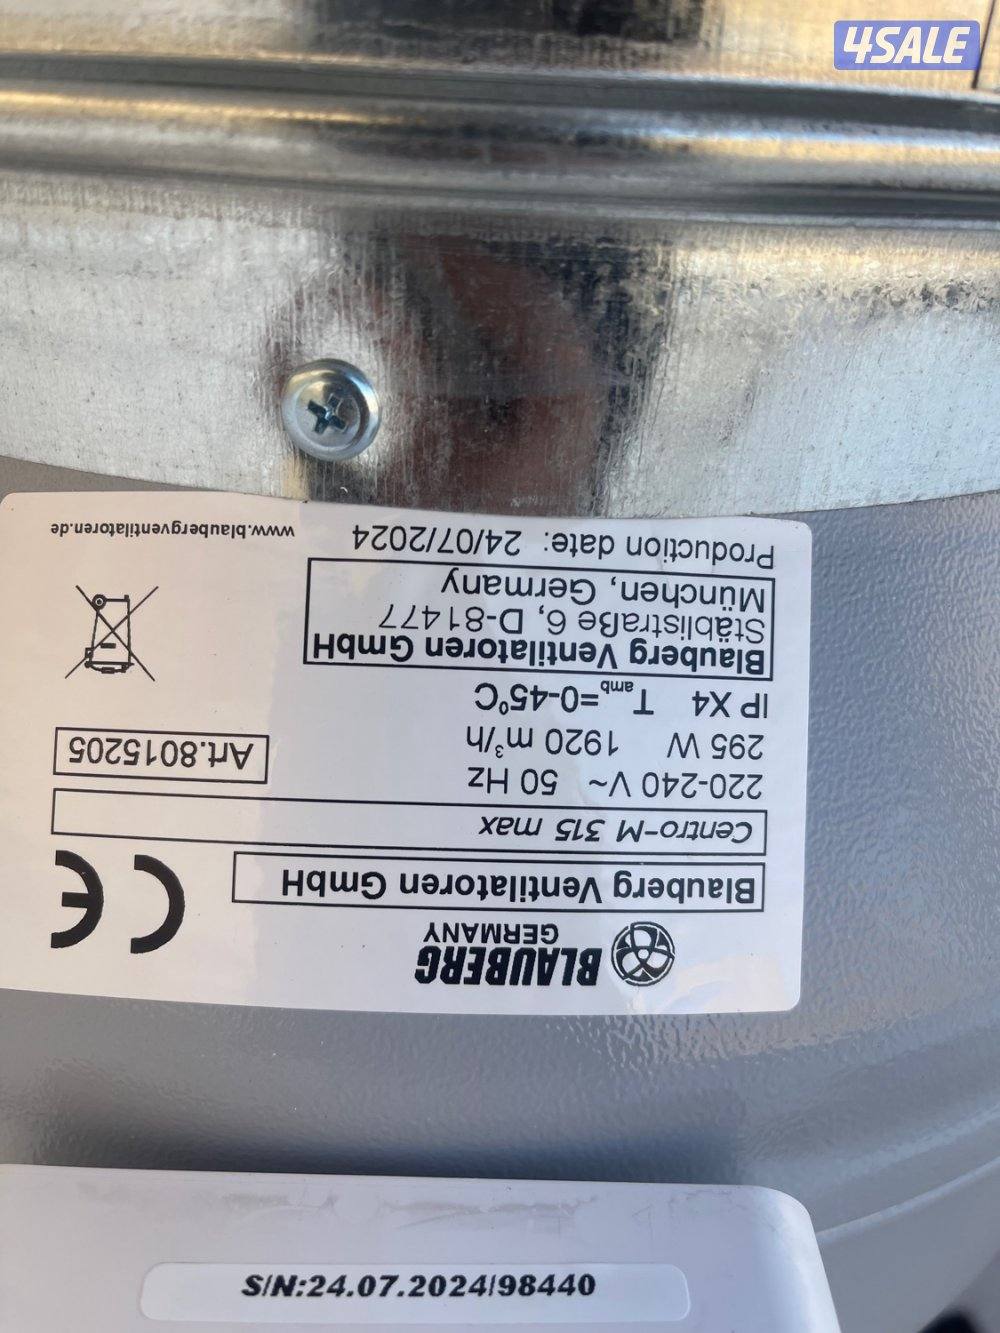 4SALE
BLAUBERG
GERMANY
Blauberg Ventilatoren GmbH
CE
Centro-M 315 max
220-240 V~ 50 Hz
295 W 1920 m³/h
Art.8015205
IP X4 Tamb=0-45°C
Blauberg Ventilatoren GmbH
Stäblistraße 6, D-81477
München, Germany
Production date: 24/07/2024
www.blaubergventilatoren.de
S/N:24.07.2024/98440